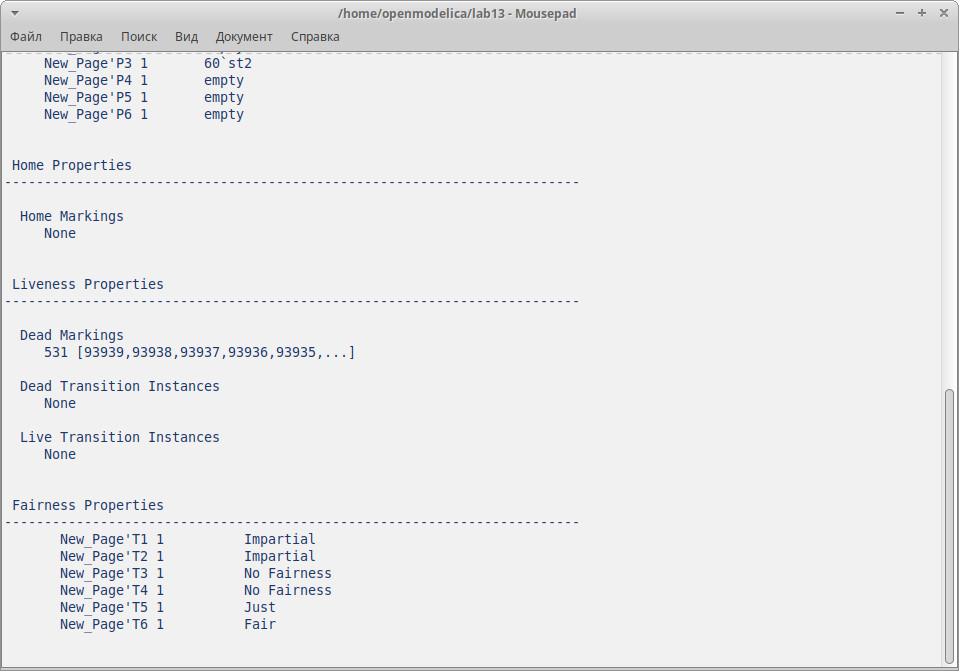 /home/openmodelica/lab13 - Mousepad
Файл Правка Поиск Вид Документ Справка
New_Page'P3 1 60`st2
New_Page'P4 1 empty
New_Page'P5 1 empty
New_Page'P6 1 empty
Home Properties
------------------------------------------------------------------------
Home Markings
None
Liveness Properties
------------------------------------------------------------------------
Dead Markings
531 [93939,93938,93937,93936,93935,...]
Dead Transition Instances
None
Live Transition Instances
None
Fairness Properties
------------------------------------------------------------------------
New_Page'T1 1 Impartial
New_Page'T2 1 Impartial
New_Page'T3 1 No Fairness
New_Page'T4 1 No Fairness
New_Page'T5 1 Just
New_Page'T6 1 Fair